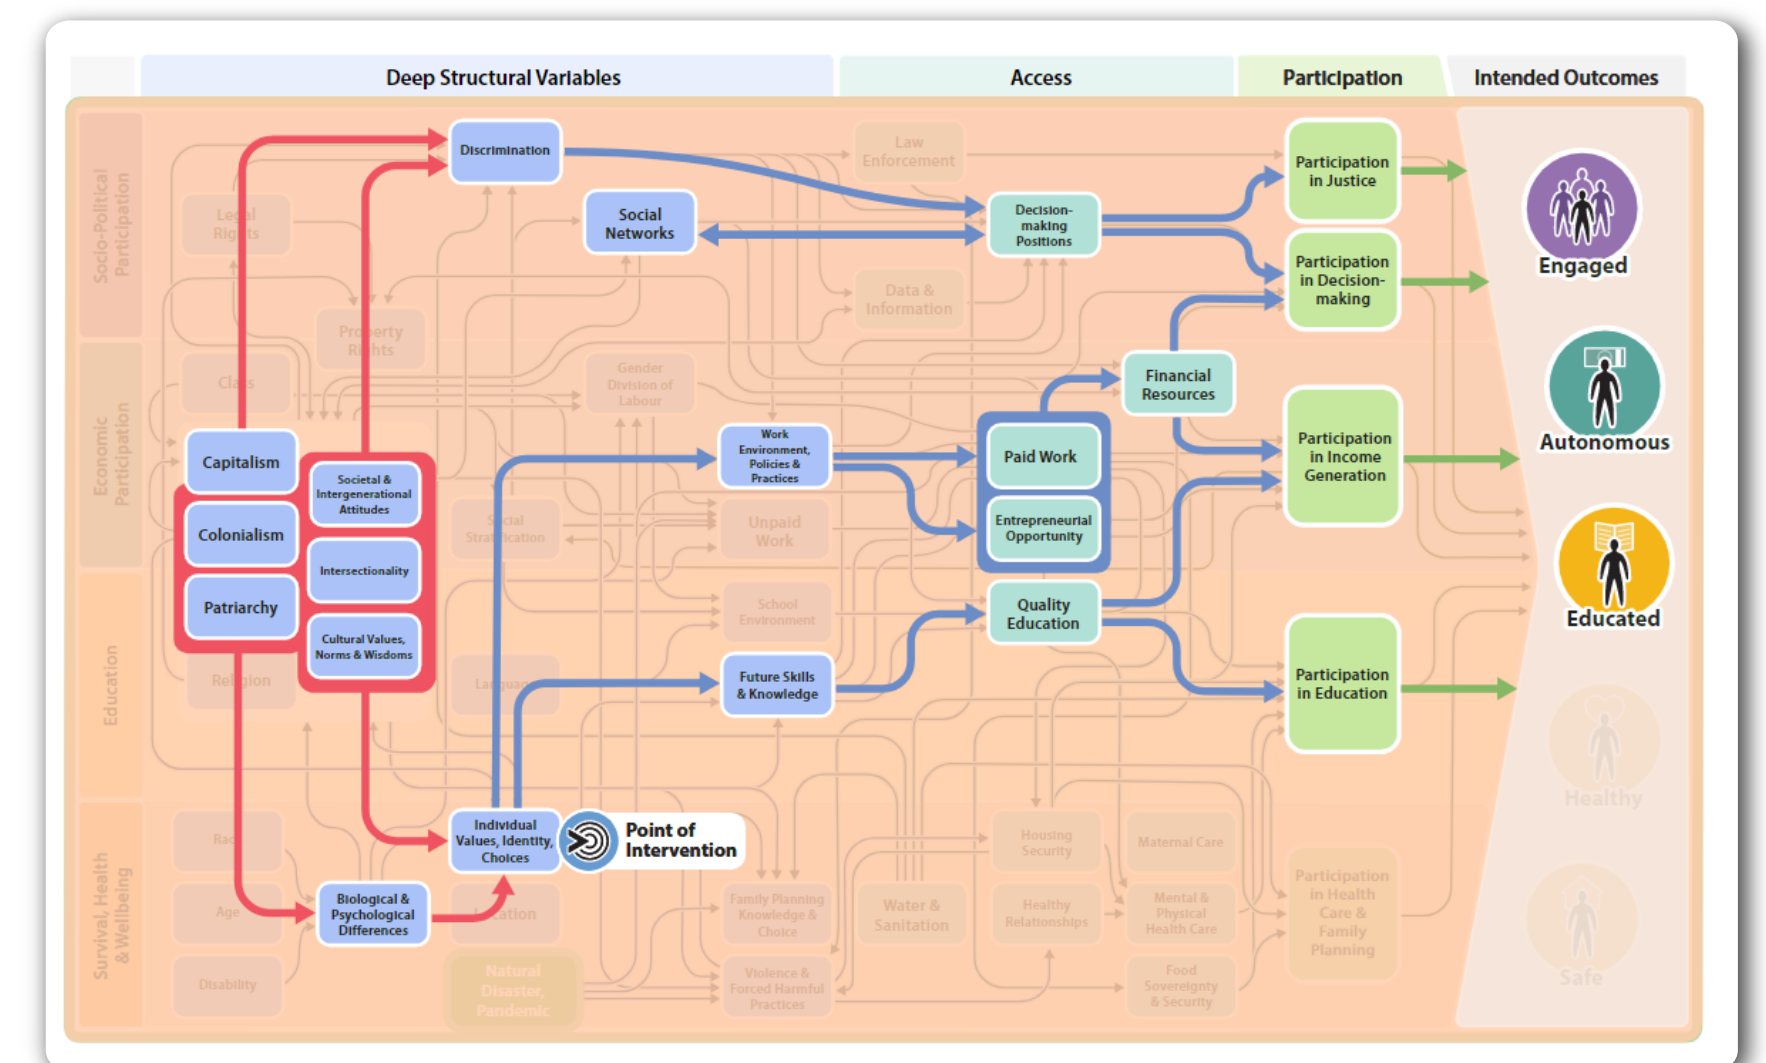 Deep Structural Variables
Access
Participation
Intended Outcomes
Socio-Political
Participation
Economic
Participation
Education
Survival, Health
& Wellbeing
Discrimination
Law
Enforcement
Participation
in Justice
Legal
Rights
Social
Networks
Decision-
making
Positions
Engaged
Participation
in Decision-
making
Data &
Information
Property
Rights
Class
Gender
Division of
Labour
Financial
Resources
Autonomous
Capitalism
Colonialism
Patriarchy
Societal &
Intergenerational
Attitudes
Intersectionality
Cultural Values,
Norms & Wisdoms
Religion
Work
Environment,
Policies &
Practices
Paid Work
Entrepreneurial
Opportunity
Participation
in Income
Generation
Social
Stratification
Unpaid
Work
School
Environment
Quality
Education
Educated
Language
Future Skills
& Knowledge
Participation
in Education
Healthy
Race
Age
Disability
Biological &
Psychological
Differences
Individual
Values, Identity,
Choices
Point of
Intervention
Location
Natural
Disaster,
Pandemic
Family Planning
Knowledge &
Choice
Violence &
Forced Harmful
Practices
Water &
Sanitation
Housing
Security
Healthy
Relationships
Maternal Care
Mental &
Physical
Health Care
Food
Sovereignty
& Security
Participation
in Health
Care &
Family
Planning
Safe